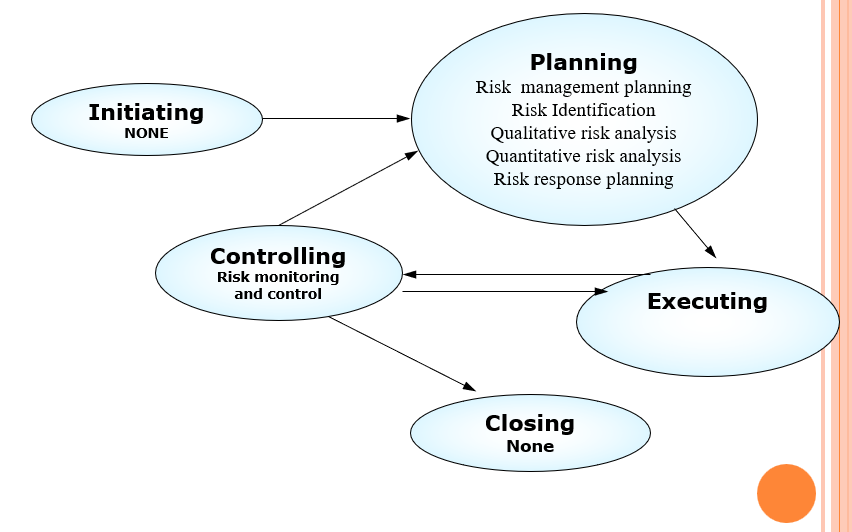 Initiating
NONE
Planning
Risk management planning
Risk Identification
Qualitative risk analysis
Quantitative risk analysis
Risk response planning
Controlling
Risk monitoring
and control
Executing
Closing
None